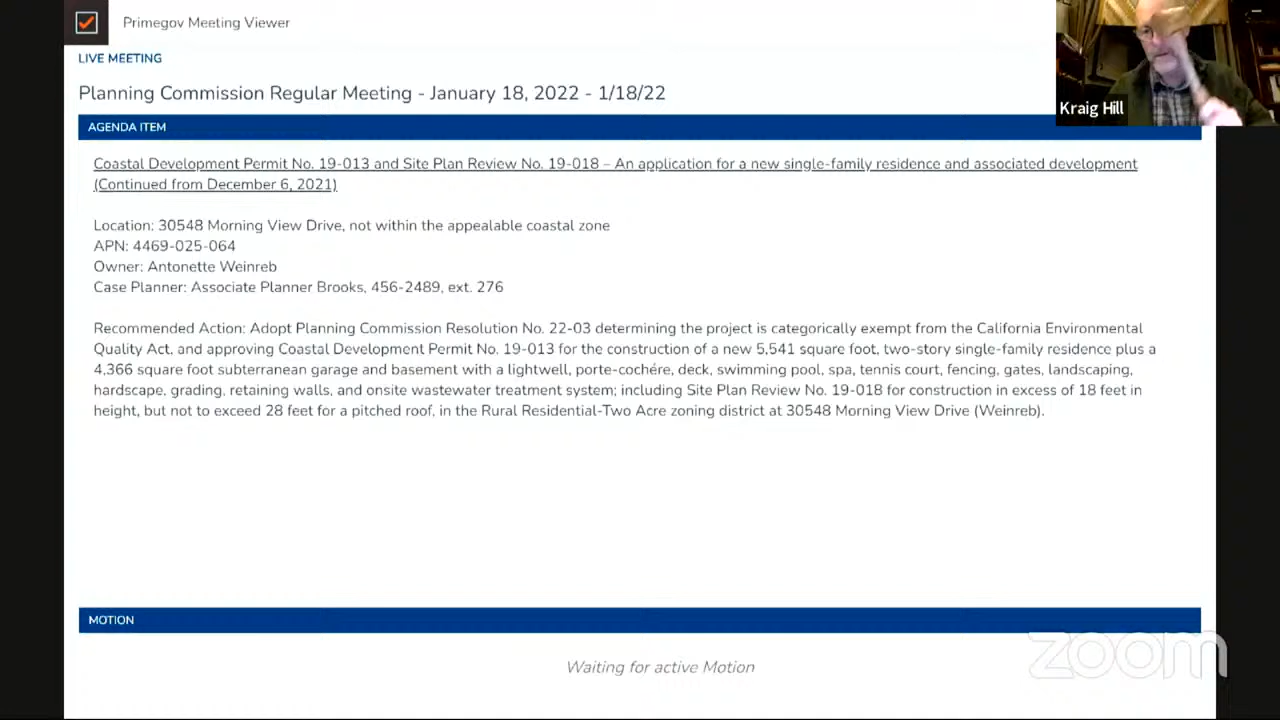 Primegov Meeting Viewer
LIVE MEETING
Planning Commission Regular Meeting - January 18, 2022 - 1/18/22
Kraig Hill
AGENDA ITEM
Coastal Development Permit No. 19-013 and Site Plan Review No. 19-018 – An application for a new single-family residence and associated development
(Continued from December 6, 2021)
Location: 30548 Morning View Drive, not within the appealable coastal zone
APN: 4469-025-064
Owner: Antonette Weinreb
Case Planner: Associate Planner Brooks, 456-2489, ext. 276
Recommended Action: Adopt Planning Commission Resolution No. 22-03 determining the project is categorically exempt from the California Environmental
Quality Act, and approving Coastal Development Permit No. 19-013 for the construction of a new 5,541 square foot, two-story single-family residence plus a
4,366 square foot subterranean garage and basement with a lightwell, porte-cochére, deck, swimming pool, spa, tennis court, fencing, gates, landscaping,
hardscape, grading, retaining walls, and onsite wastewater treatment system; including Site Plan Review No. 19-018 for construction in excess of 18 feet in
height, but not to exceed 28 feet for a pitched roof, in the Rural Residential-Two Acre zoning district at 30548 Morning View Drive (Weinreb).
MOTION
Waiting for active Motion
zoom